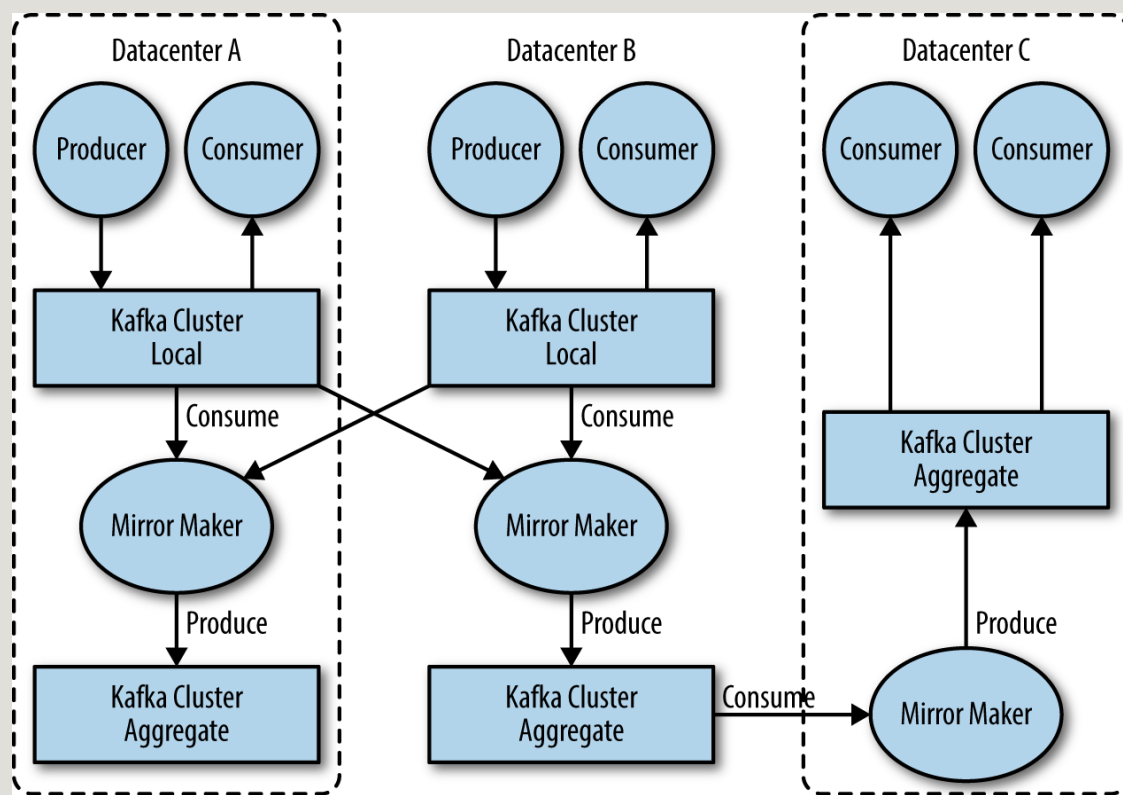 Datacenter A
Datacenter B
Datacenter C
Producer
Consumer
Producer
Consumer
Consumer
Consumer
Kafka Cluster
Local
Kafka Cluster
Local
Consume
Consume
Kafka Cluster
Aggregate
Mirror Maker
Mirror Maker
Produce
Produce
Produce
Kafka Cluster
Aggregate
Kafka Cluster
Aggregate
Consume
Mirror Maker